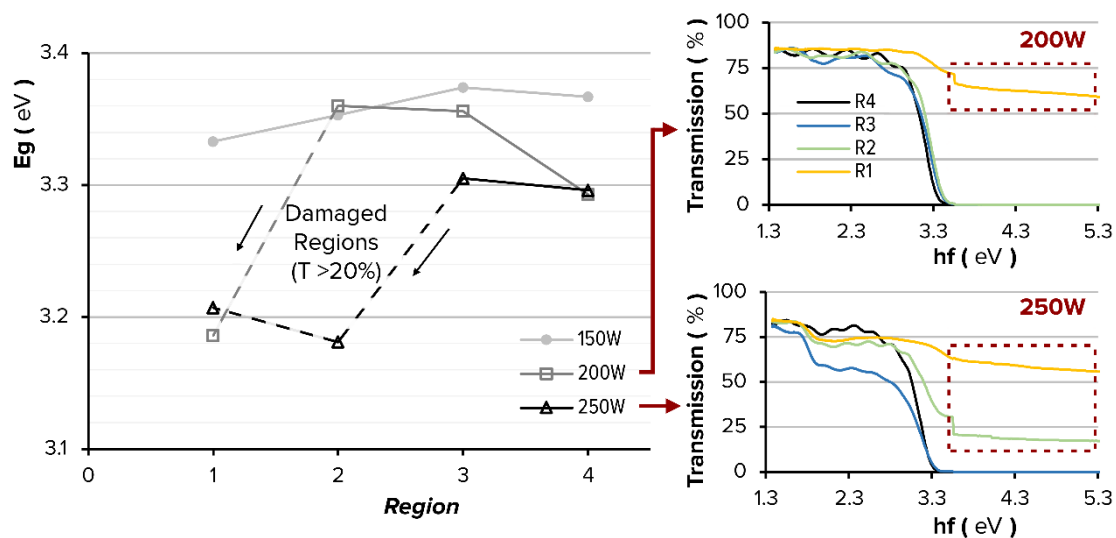 3.4
3.3
3.2
3.1
Eg ( eV )
0
1
2
3
4
Region
Damaged
Regions
(T >20%)
150W
200W
250W
200W
100
75
50
25
0
Transmission ( % )
R4
R3
R2
R1
1.3
2.3
3.3
4.3
5.3
hf ( eV )
250W
100
75
50
25
0
Transmission ( % )
1.3
2.3
3.3
4.3
5.3
hf ( eV )